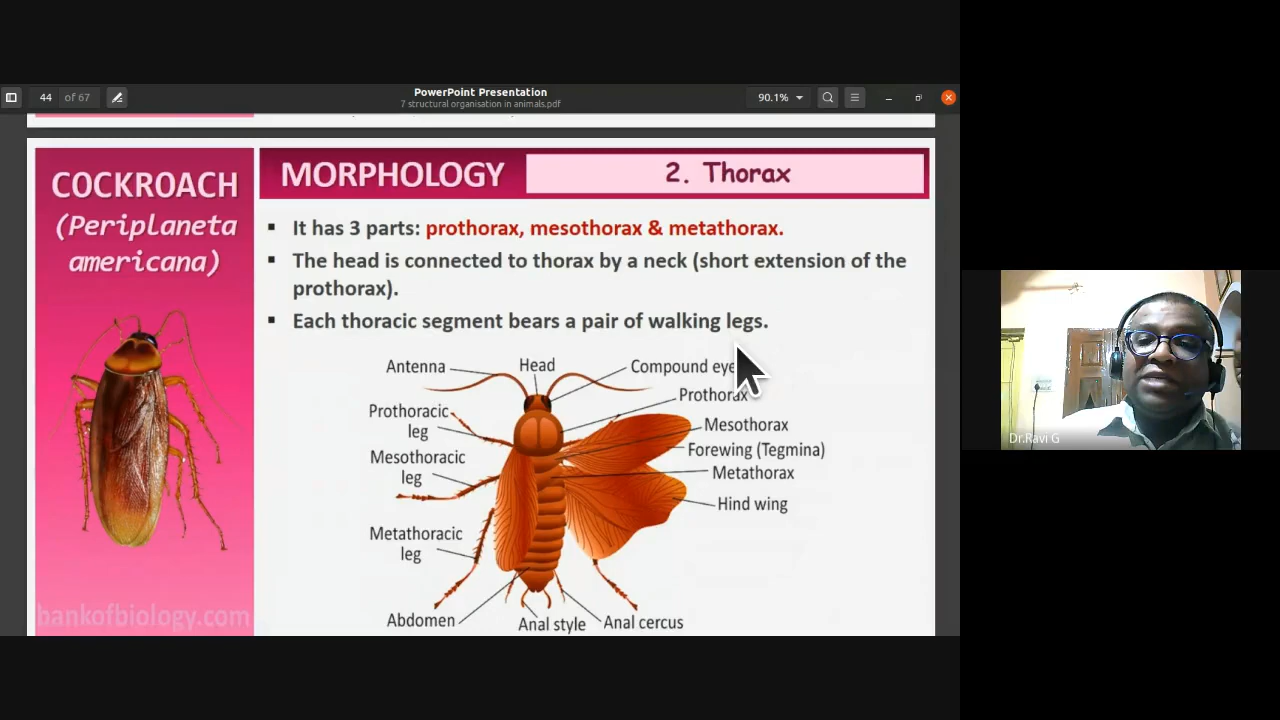 PowerPoint Presentation
7 structural organisation in animals.pdf
44 of 67
90.1%
COCKROACH
(Periplaneta
americana)
MORPHOLOGY
2. Thorax
▪ It has 3 parts: prothorax, mesothorax & metathorax.
▪ The head is connected to thorax by a neck (short extension of the
prothorax).
▪ Each thoracic segment bears a pair of walking legs.
Antenna
Head
Compound eye
Prothorax
Prothoracic
leg
Mesothorax
Forewing (Tegmina)
Mesothoracic
leg
Metathorax
Hind wing
Metathoracic
leg
Abdomen
Anal style
Anal cercus
bankofbiology.com
Dr.Ravi G